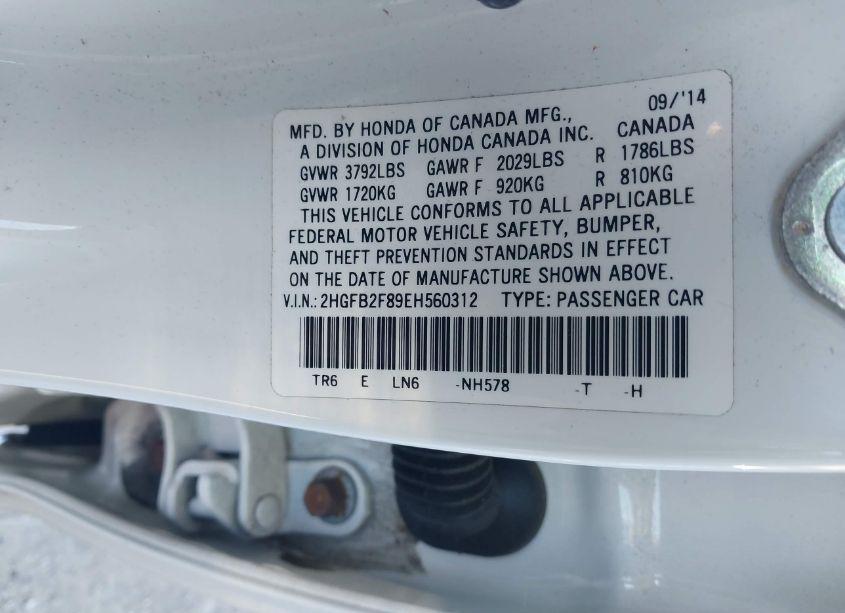 09/'14
MFD. BY HONDA OF CANADA MFG., CANADA
A DIVISION OF HONDA CANADA INC.
GVWR 3792LBS GAWR F 2029LBS R 1786LBS
GVWR 1720KG GAWR F 920KG R 810KG
THIS VEHICLE CONFORMS TO ALL APPLICABLE
FEDERAL MOTOR VEHICLE SAFETY, BUMPER,
AND THEFT PREVENTION STANDARDS IN EFFECT
ON THE DATE OF MANUFACTURE SHOWN ABOVE.
V.I.N.: 2HGFB2F89EH560312 TYPE: PASSENGER CAR
TR6 E LN6 -NH578 -T -H